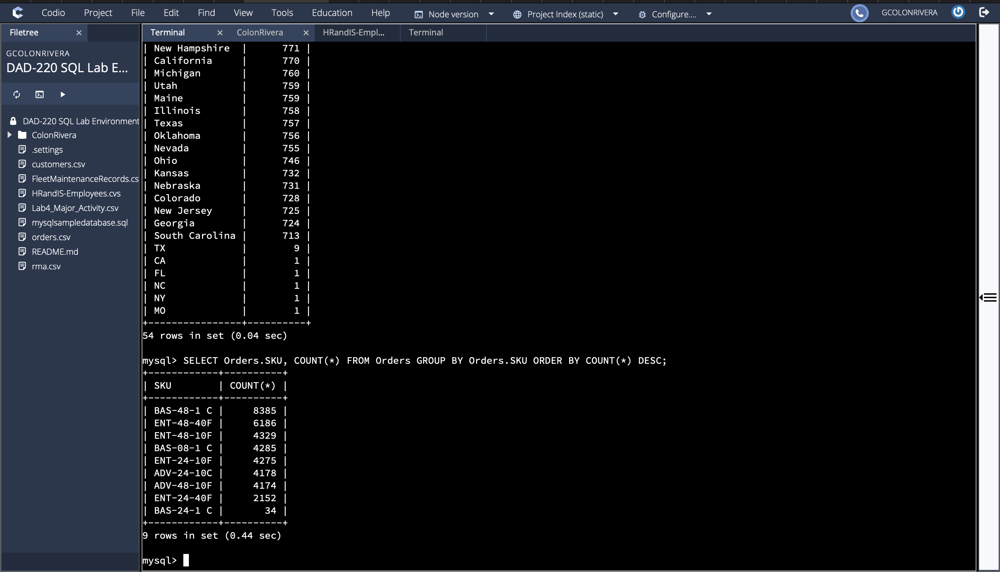 Codio Project File Edit Find View Tools Education Help Node version Project Index (static) Configure.... GCOLONRIVERA
Filetree
Terminal ColonRivera HRandIS-Empl... Terminal
GCOLONRIVERA
DAD-220 SQL Lab E...
DAD-220 SQL Lab Environment
ColonRivera
.settings
customers.csv
FleetMaintenanceRecords.cs
HRandIS-Employees.cvs
Lab4_Major_Activity.csv
mysqlsampledatabase.sql
orders.csv
README.md
rma.csv
| New Hampshire  |      771 |
| California     |      770 |
| Michigan       |      760 |
| Utah           |      759 |
| Maine          |      759 |
| Illinois       |      758 |
| Texas          |      757 |
| Oklahoma       |      756 |
| Nevada         |      755 |
| Ohio           |      746 |
| Kansas         |      732 |
| Nebraska       |      731 |
| Colorado       |      728 |
| New Jersey     |      725 |
| Georgia        |      724 |
| South Carolina |      713 |
| TX             |        9 |
| CA             |        1 |
| FL             |        1 |
| NC             |        1 |
| NY             |        1 |
| MO             |        1 |
+----------------+----------+
54 rows in set (0.04 sec)
mysql> SELECT Orders.SKU, COUNT(*) FROM Orders GROUP BY Orders.SKU ORDER BY COUNT(*) DESC;
+------------+----------+
| SKU        | COUNT(*) |
+------------+----------+
| BAS-48-1 C |     8385 |
| ENT-48-40F |     6186 |
| ENT-48-10F |     4329 |
| BAS-08-1 C |     4285 |
| ENT-24-10F |     4275 |
| ADV-24-10C |     4178 |
| ADV-48-10F |     4174 |
| ENT-24-40F |     2152 |
| BAS-24-1 C |       34 |
+------------+----------+
9 rows in set (0.44 sec)
mysql>